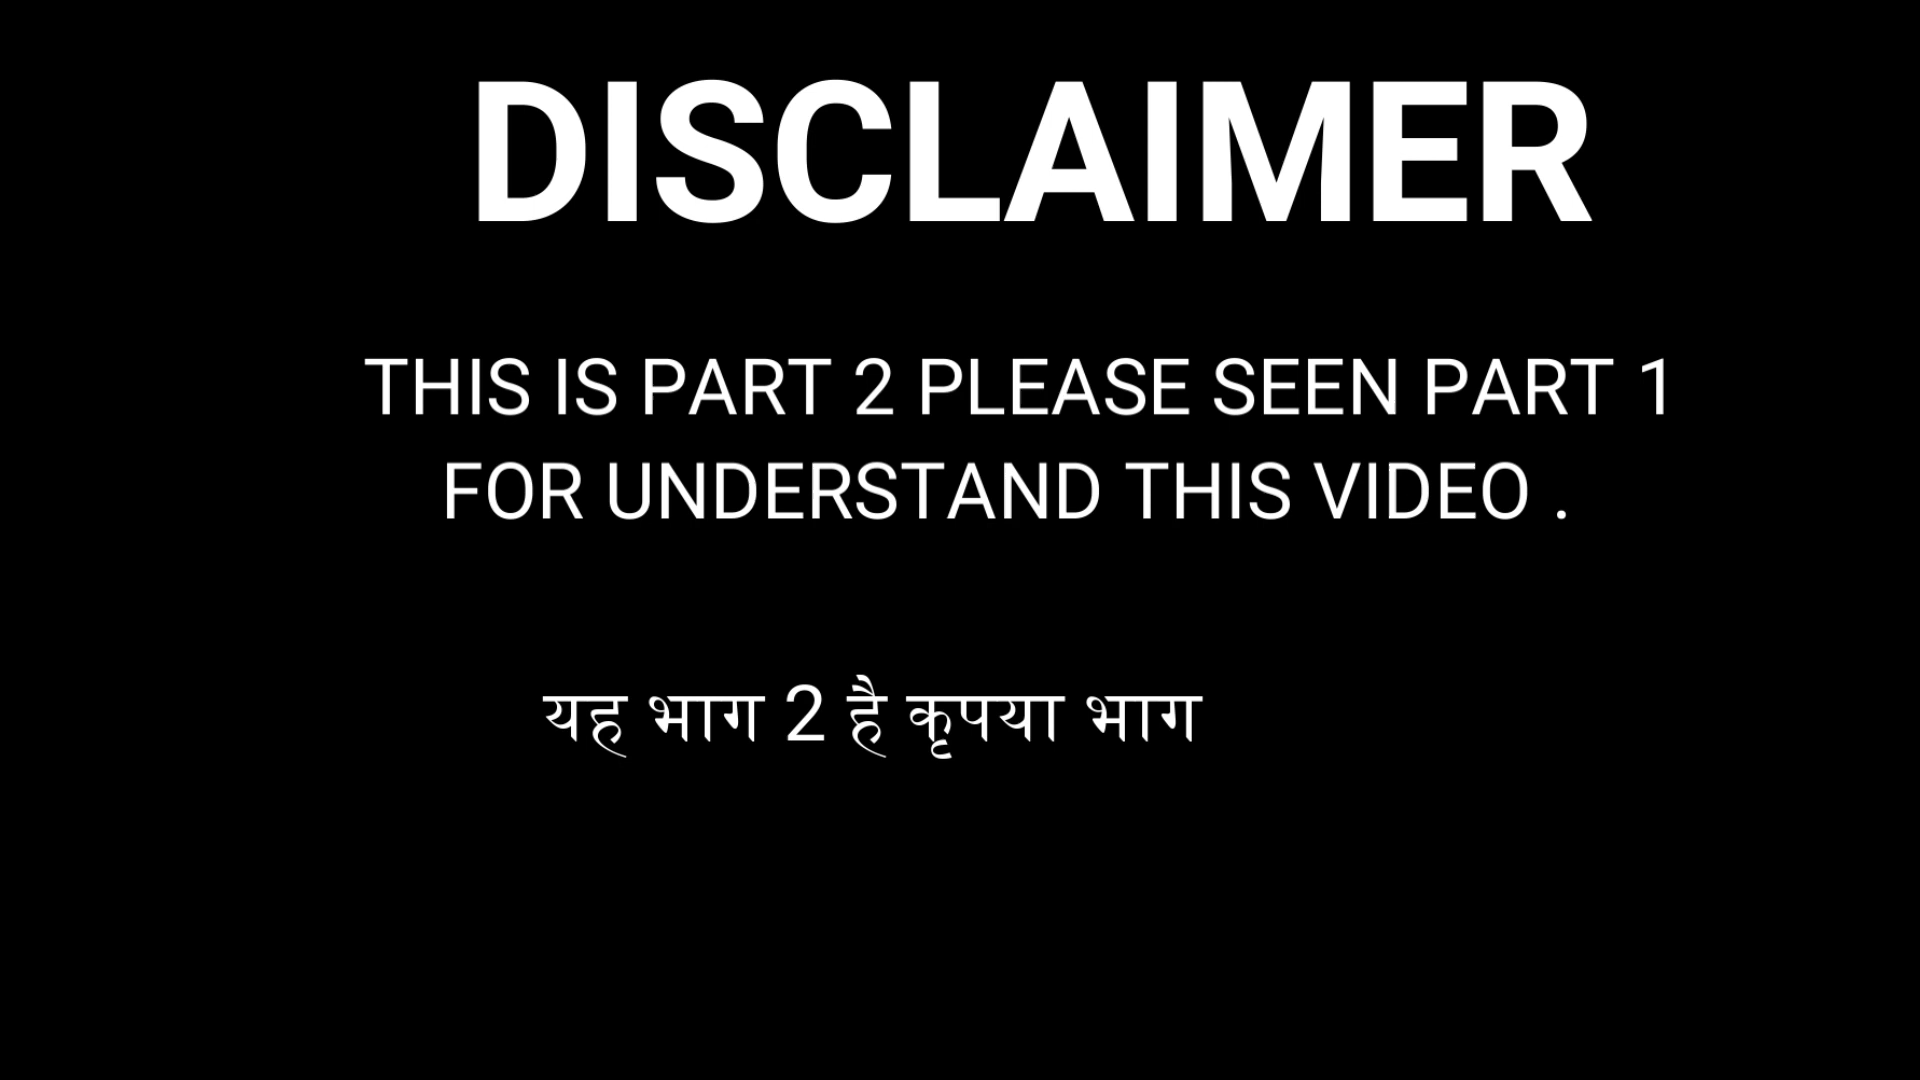 DISCLAIMER
THIS IS PART 2 PLEASE SEEN PART 1
FOR UNDERSTAND THIS VIDEO .
यह भाग 2 है कृपया भाग